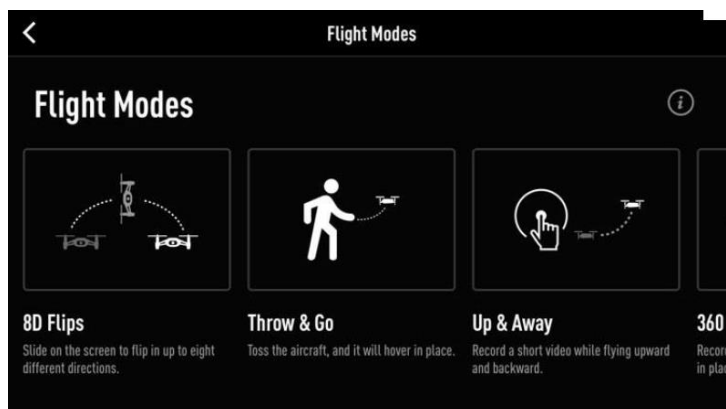 Flight Modes
Flight Modes
8D Flips
Slide on the screen to flip in up to eight
different directions.
Throw & Go
Toss the aircraft, and it will hover in place.
Up & Away
Record a short video while flying upward
and backward.
360